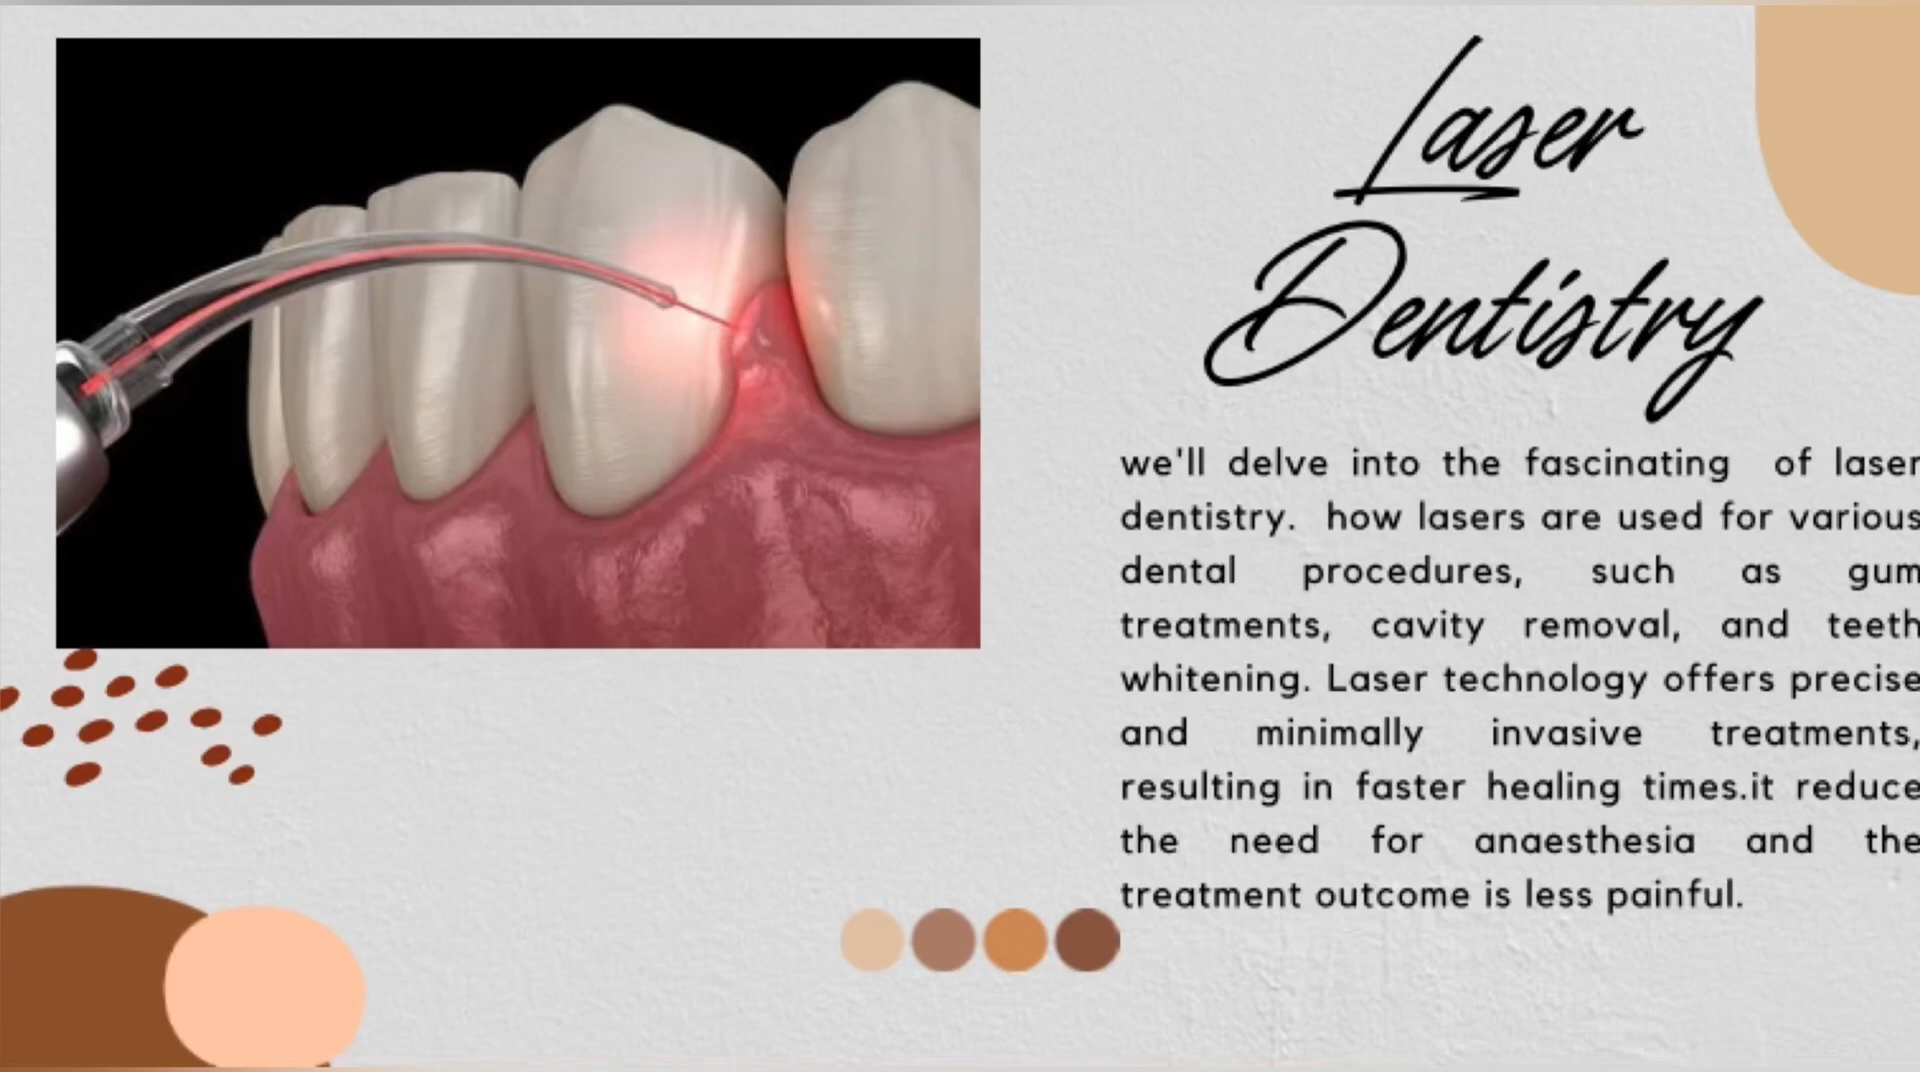 Laser
Dentistry
we'll delve into the fascinating of laser
dentistry. how lasers are used for various
dental procedures, such as gum
treatments, cavity removal, and teeth
whitening. Laser technology offers precise
and minimally invasive treatments,
resulting in faster healing times.it reduce
the need for anaesthesia and the
treatment outcome is less painful.